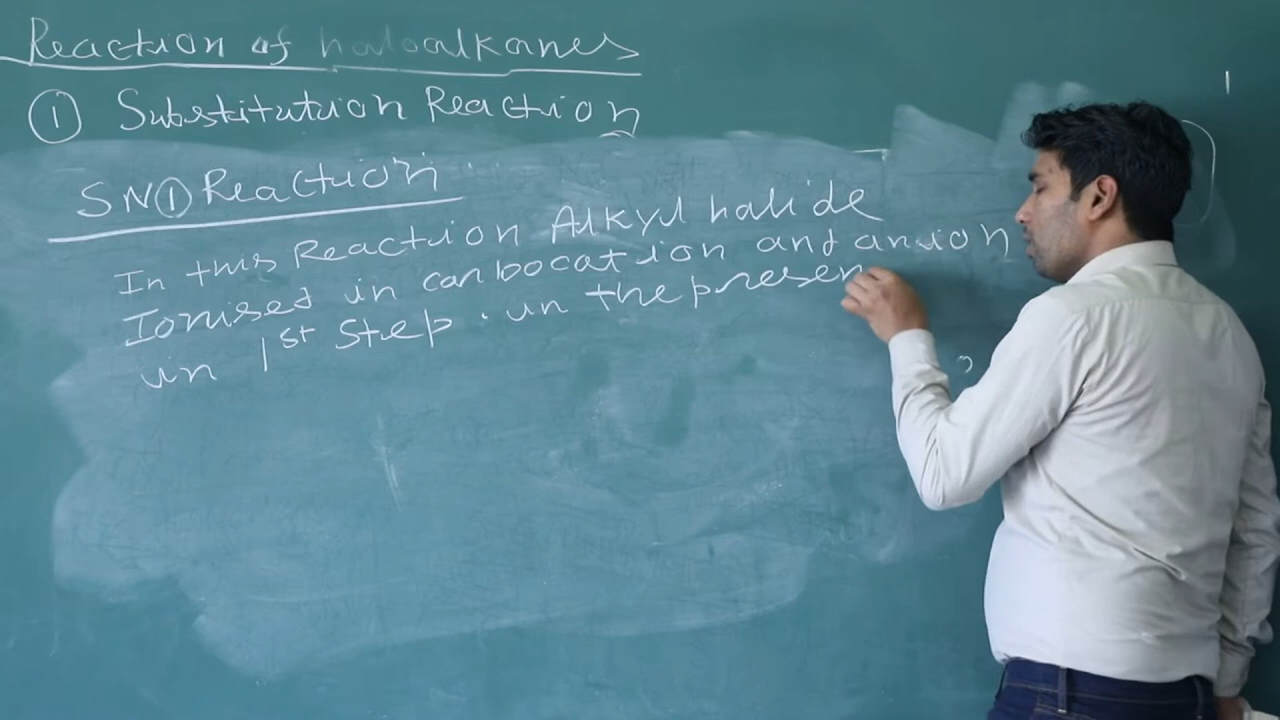 Reaction of haloalkanes
① Substitution Reaction
SN① Reaction
In this Reaction Alkyl halide
Ionised in carbocation and anion
in 1st Step. in the presen